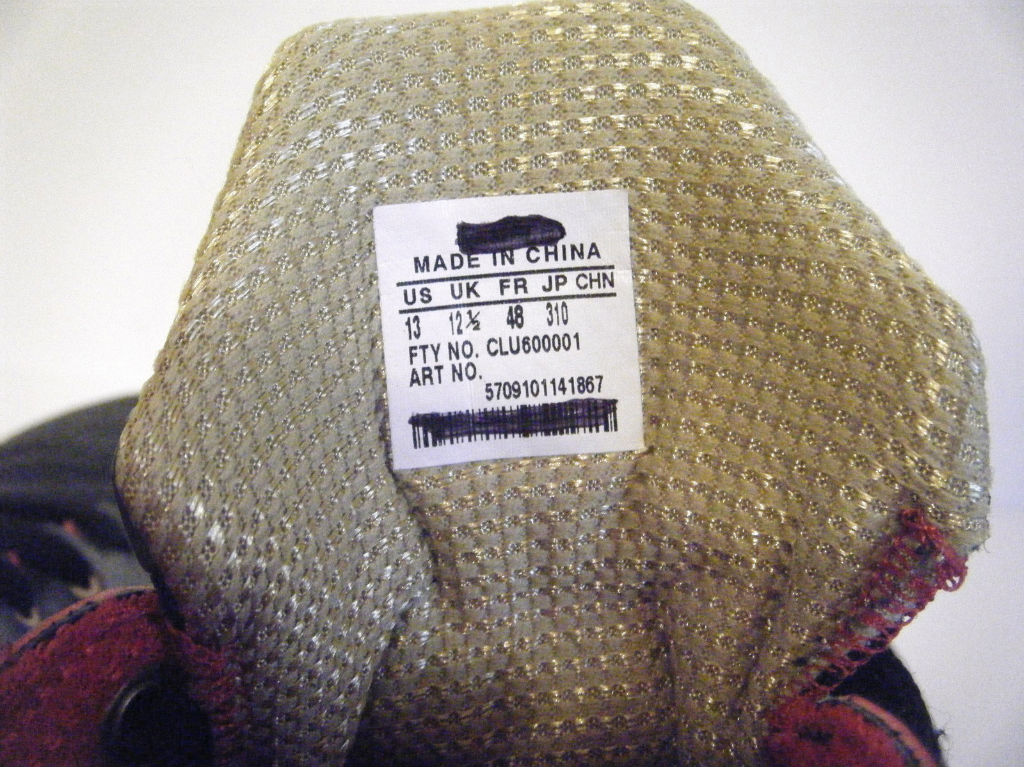 MADE IN CHINA
US UK FR JP CHN
13 12½ 48 310
FTY NO. CLU600001
ART NO.
5709101141867